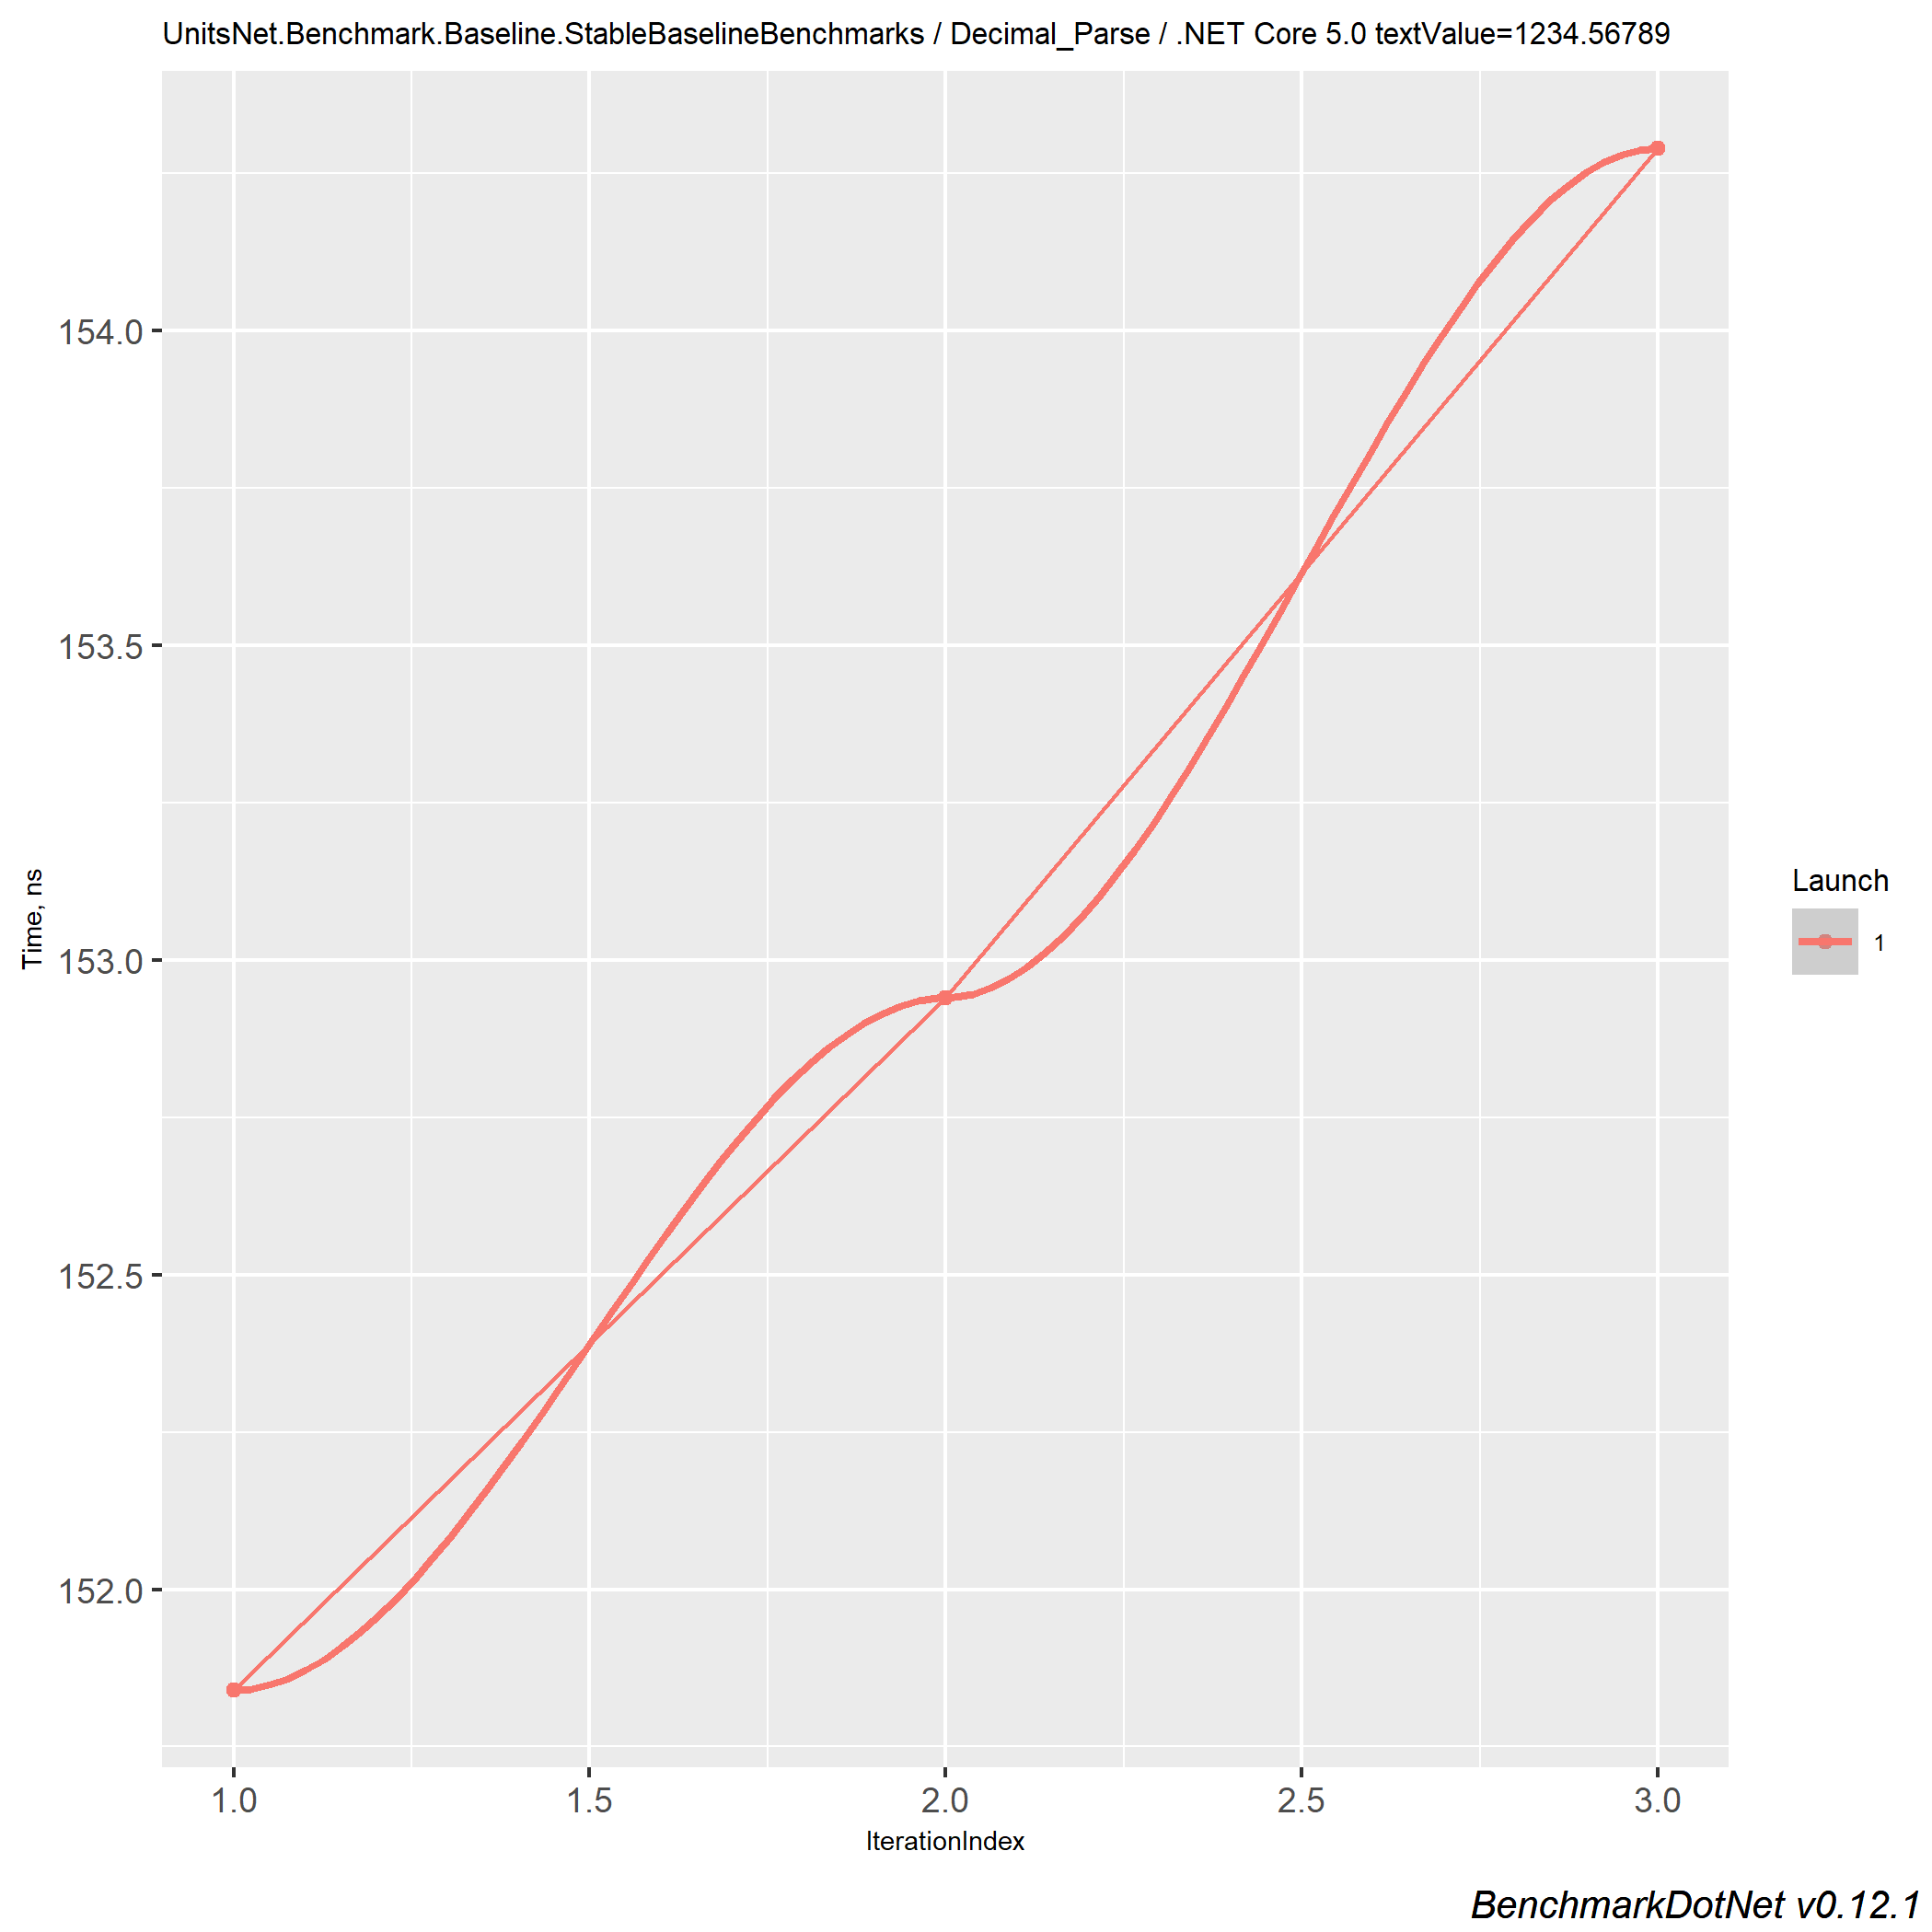 UnitsNet.Benchmark.Baseline.StableBaselineBenchmarks / Decimal_Parse / .NET Core 5.0 textValue=1234.56789
Time, ns
154.0
153.5
153.0
152.5
152.0
1.0 1.5 2.0 2.5 3.0
IterationIndex
Launch
1
BenchmarkDotNet v0.12.1